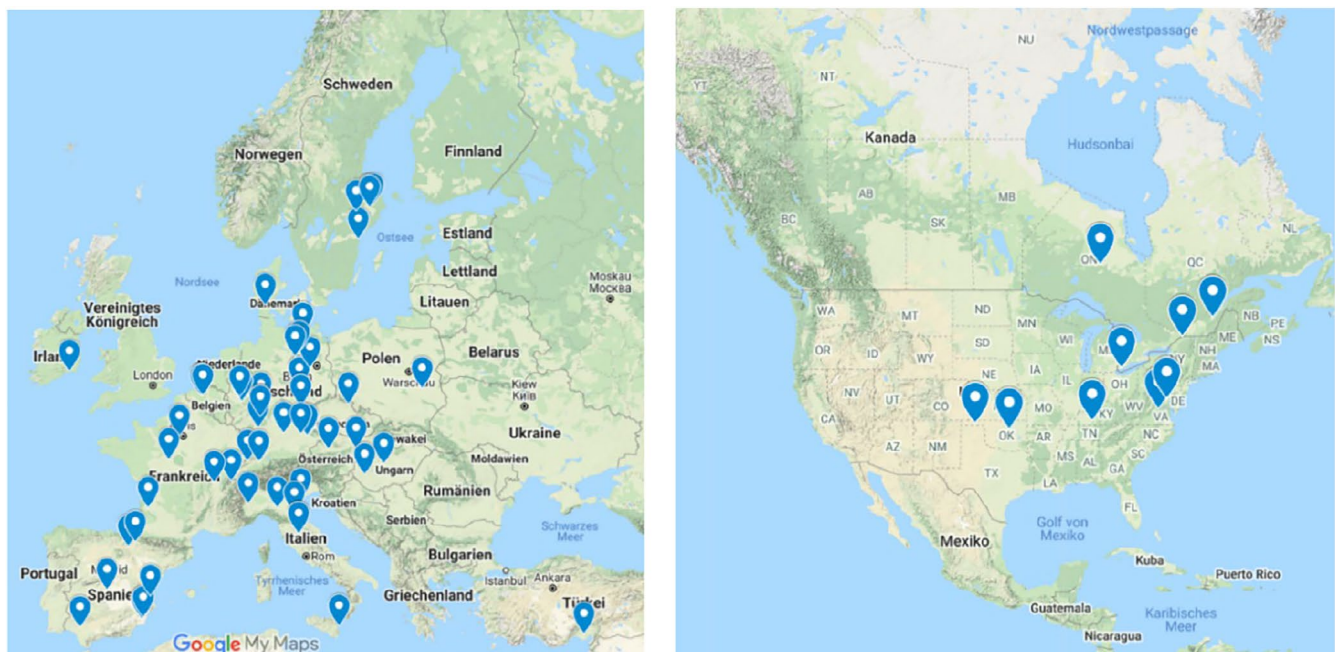 Schweden
Norwegen
Finnland
Ostsee
Estland
Lettland
Litauen
Nordsee
Moskau
МОСКВА
Vereinigtes
Königreich
London
Belgien
Polen
Belarus
Kiew
Київ
Ukraine
Österreich
Ungarn
Moldawien
Frankreich
Rumänien
Kroatien
Serbien
Italien
Rom
Bulgarien
Schwarzes
Meer
Portugal
Tyrrhenisches
Meer
Istanbul
Ankara
Griechenland
Google My Maps
Nordwestpassage
NU
YT
NT
Kanada
Hudsonbai
AB
MB
BC
SK
NL
ON
QC
WA
MT
ND
MN
NB
PE
NS
OR
ID
SD
WI
NH
ME
MA
WY
IA
NE
NV
UT
CO
IL
OH
DE
CA
MO
KY
WV
VA
AZ
NM
OK
AR
TN
NC
SC
MS
AL
GA
TX
LA
FL
Golf von
Mexiko
Mexiko
Kuba
Puerto Rico
Guatemala
Karibisches
Meer
Nicaragua